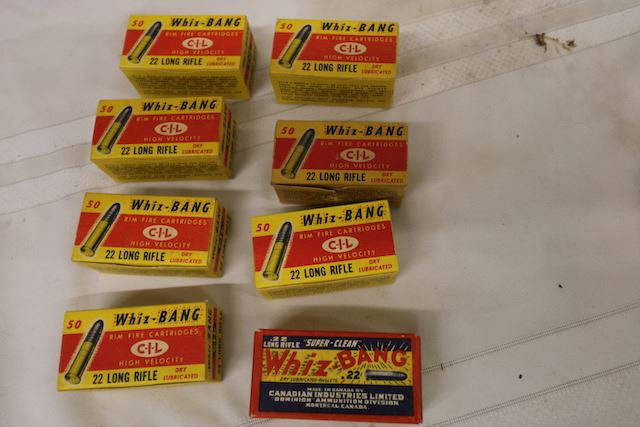 50 Whiz-BANG
RIM FIRE CARTRIDGES
C-I-L
HIGH VELOCITY
22 LONG RIFLE DRY LUBRICATED
50 Whiz-BANG
RIM FIRE CARTRIDGES
C-I-L
HIGH VELOCITY
22 LONG RIFLE DRY LUBRICATED
50 Whiz-BANG
RIM FIRE CARTRIDGES
C-I-L
HIGH VELOCITY
22 LONG RIFLE DRY LUBRICATED
50 Whiz-BANG
RIM FIRE CARTRIDGES
C-I-L
HIGH VELOCITY
22 LONG RIFLE DRY LUBRICATED
50 Whiz-BANG
RIM FIRE CARTRIDGES
C-I-L
HIGH VELOCITY
22 LONG RIFLE DRY LUBRICATED
50 Whiz-BANG
RIM FIRE CARTRIDGES
C-I-L
HIGH VELOCITY
22 LONG RIFLE DRY LUBRICATED
50 Whiz-BANG
RIM FIRE CARTRIDGES
C-I-L
HIGH VELOCITY
22 LONG RIFLE DRY LUBRICATED
.22
LONG RIFLE "SUPER-CLEAN"
Whiz-BANG
DRY LUBRICATED BULLETS .22
MADE IN CANADA BY
CANADIAN INDUSTRIES LIMITED
"DOMINION" AMMUNITION DIVISION
MONTREAL CANADA.